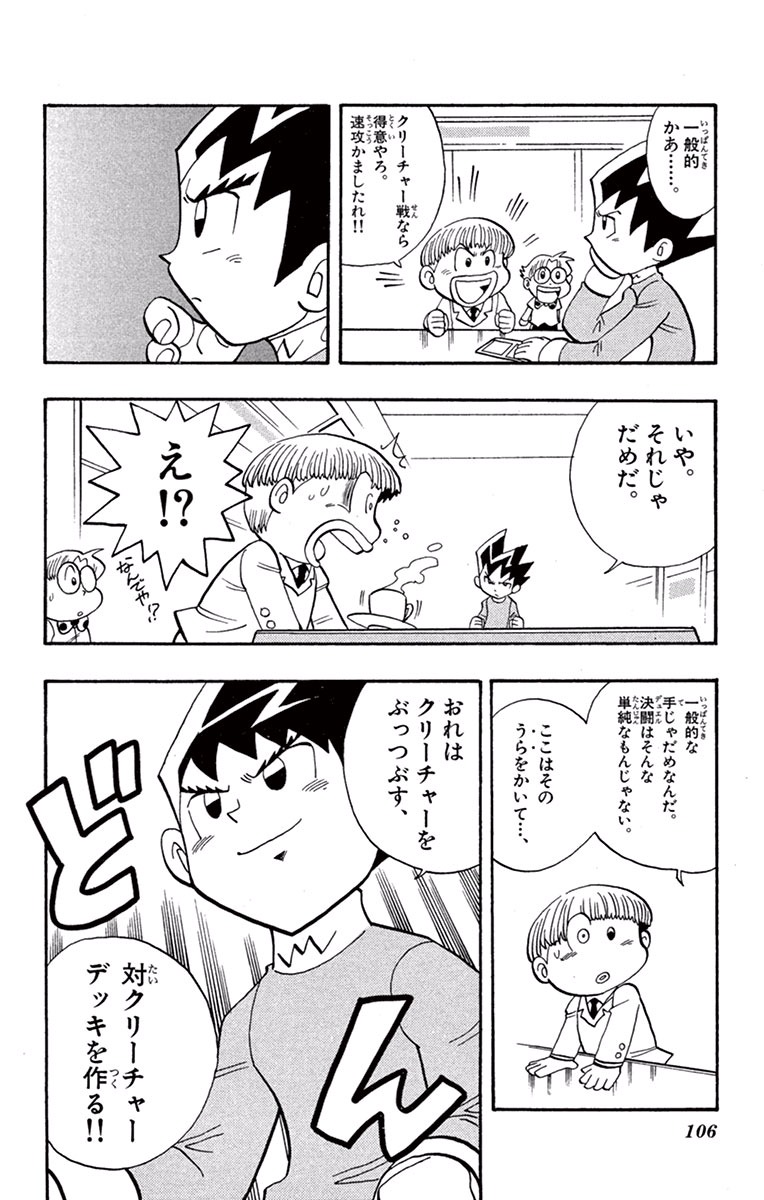 一般的
かあ……。
クリーチャー戦なら
得意やろ。
速攻かましたれ!!
いや。
それじゃ
だめだ。
え!?
なんでや!?
一般的な
手じゃだめなんだ。
決闘はそんな
単純なもんじゃない。
ここはその
うらをかいて…、
おれは
クリーチャーを
ぶっつぶす、
対クリーチャー
デッキを作る!!
どん
106